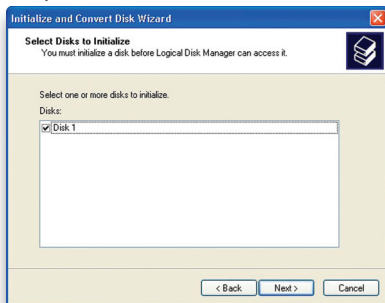 Initialize and Convert Disk Wizard
Select Disks to Initialize
You must initialize a disk before Logical Disk Manager can access it.
Select one or more disks to initialize.
Disks:
Disk 1
< Back
Next >
Cancel